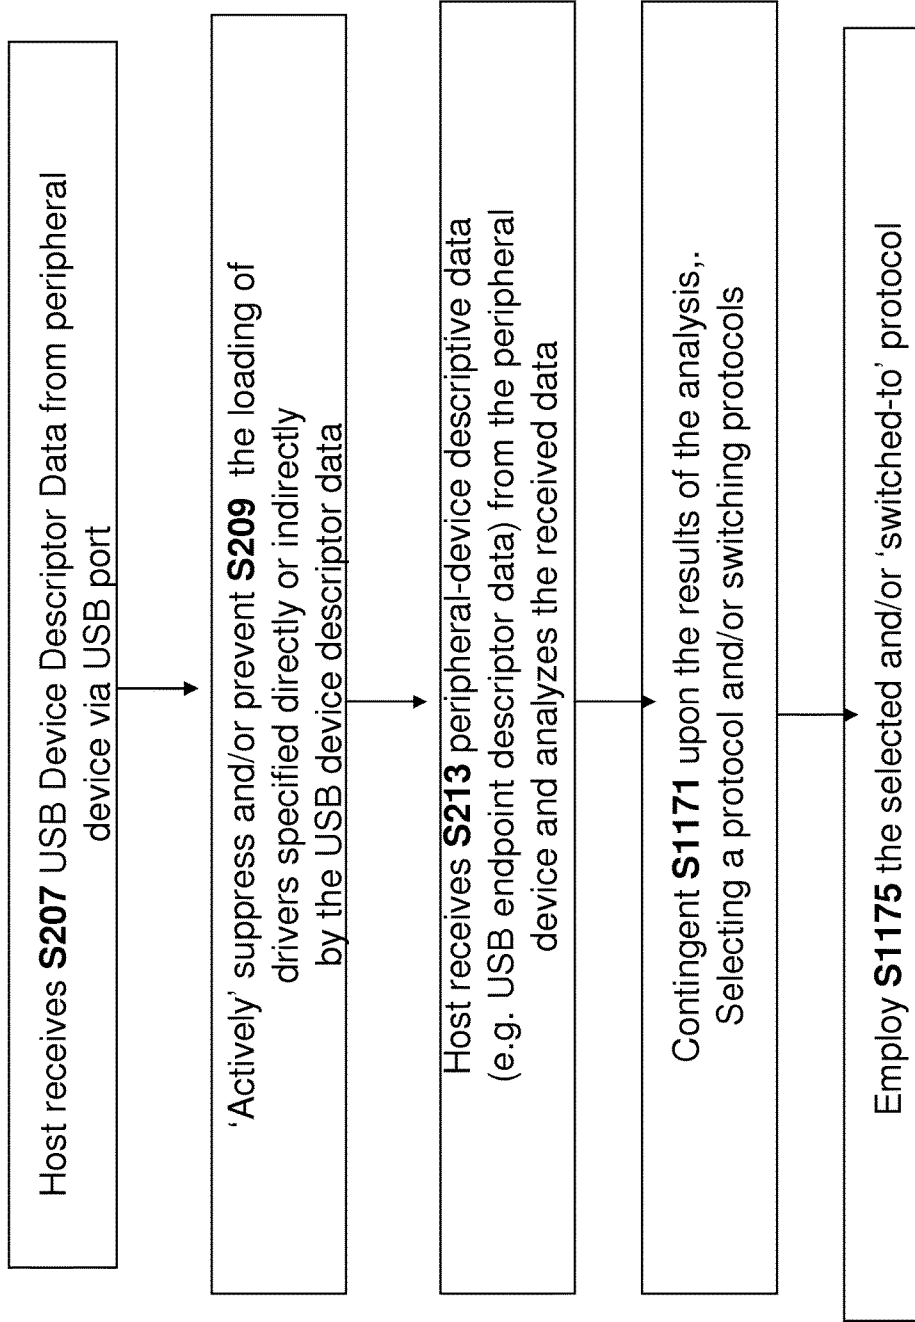 Host receives S207 USB Device Descriptor Data from peripheral
device via USB port
'Actively' suppress and/or prevent S209 the loading of
drivers specified directly or indirectly
by the USB device descriptor data
Host receives S213 peripheral-device descriptive data
(e.g. USB endpoint descriptor data) from the peripheral
device and analyzes the received data
Contingent S1171 upon the results of the analysis,.
Selecting a protocol and/or switching protocols
Employ S1175 the selected and/or ‘switched-to’ protocol